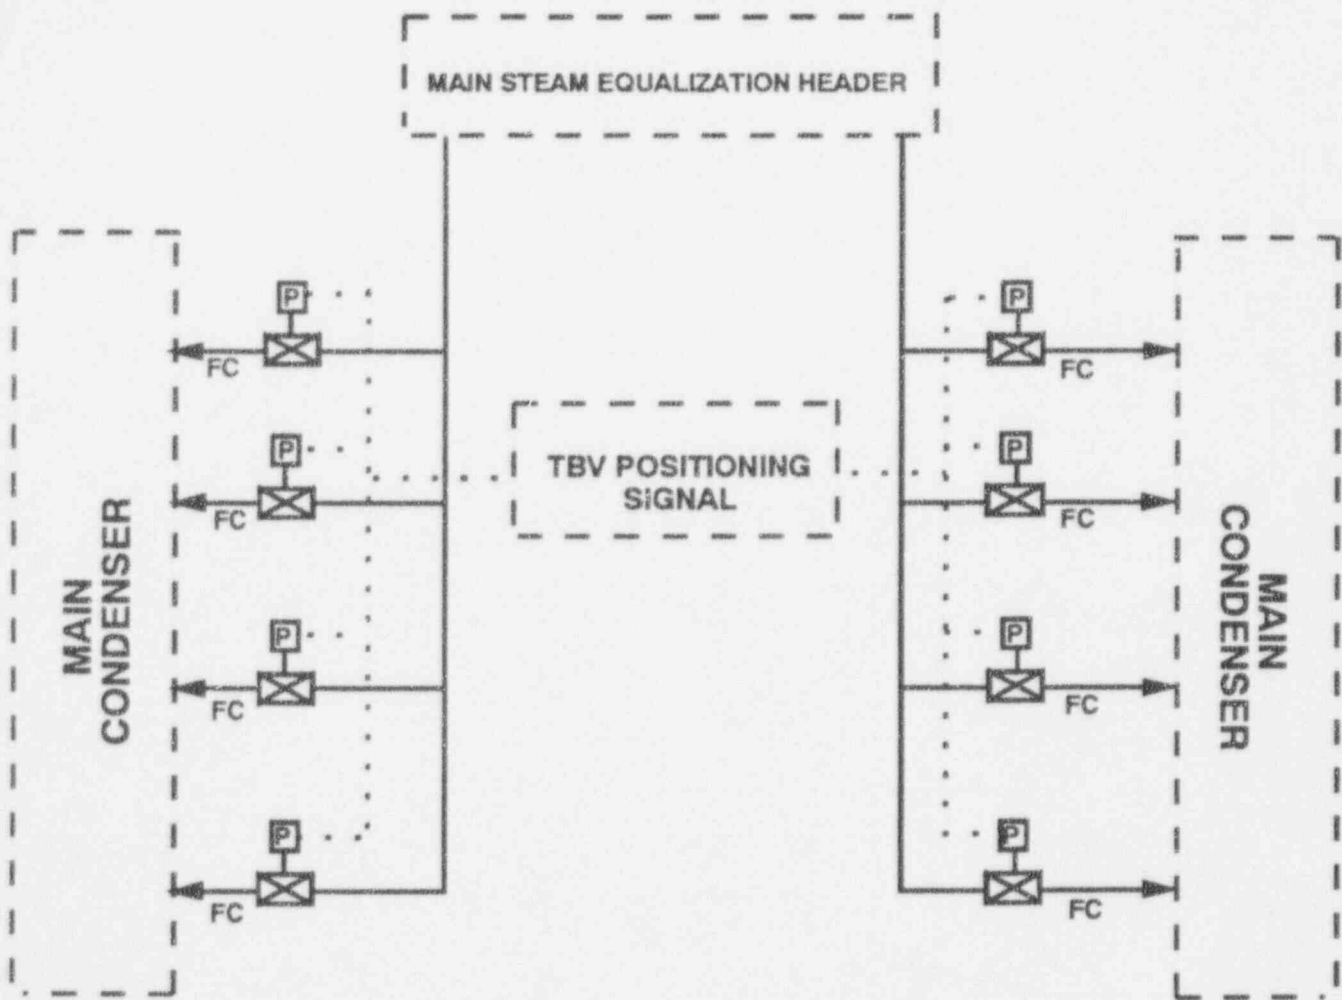 MAIN STEAM EQUALIZATION HEADER
P
P
FC
FC
P
P
TBV POSITIONING
SIGNAL
FC
FC
MAIN
CONDENSER
MAIN
CONDENSER
P
P
FC
FC
P
P
FC
FC